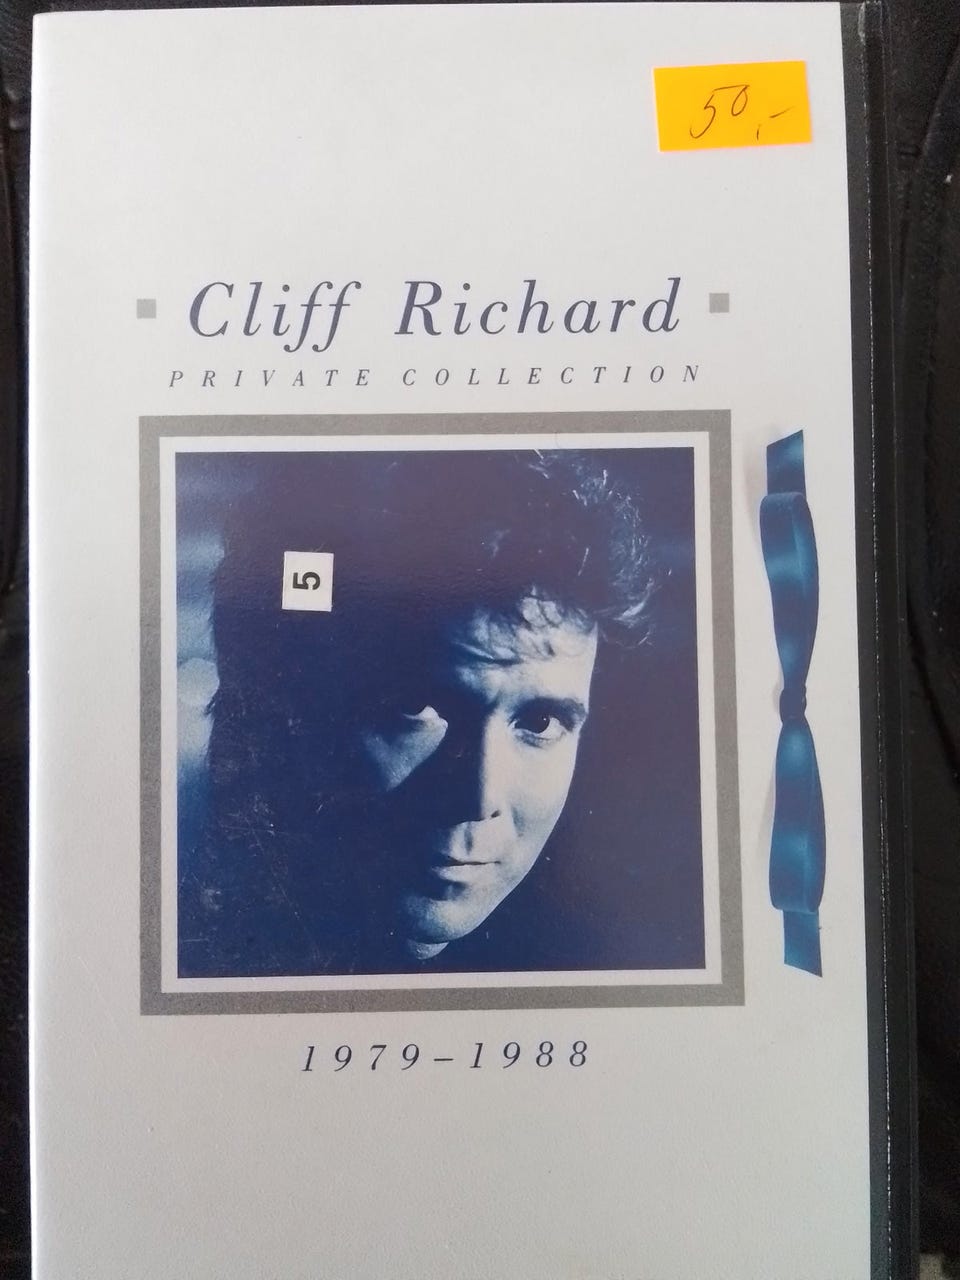 50,-
Cliff Richard
PRIVATE COLLECTION
5
1979-1988